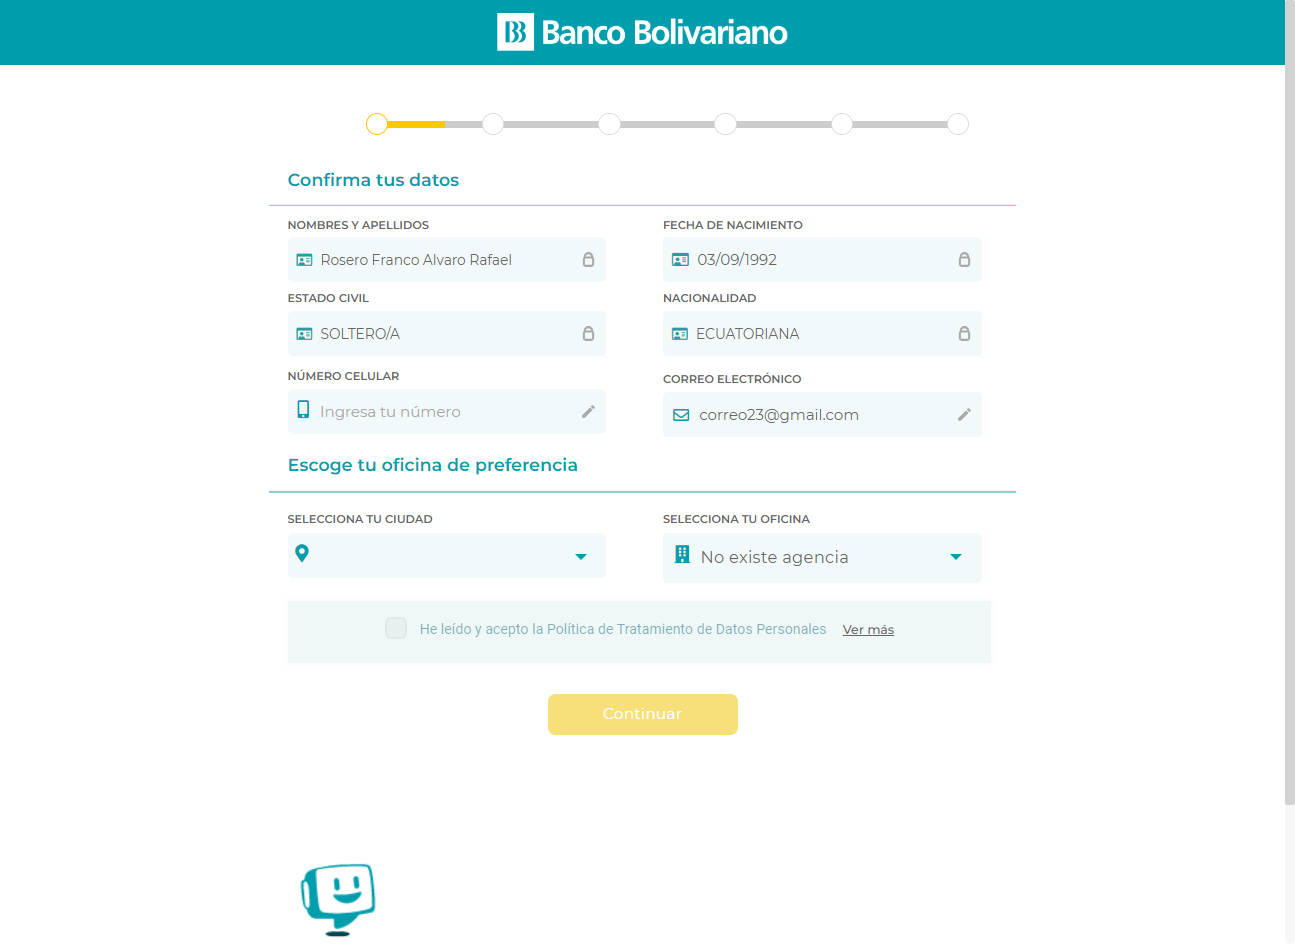 Banco Bolivariano
Confirma tus datos
NOMBRES Y APELLIDOS
FECHA DE NACIMIENTO
Rosero Franco Alvaro Rafael
03/09/1992
ESTADO CIVIL
NACIONALIDAD
SOLTERO/A
ECUATORIANA
NÚMERO CELULAR
CORREO ELECTRÓNICO
Ingresa tu número
correo23@gmail.com
Escoge tu oficina de preferencia
SELECCIONA TU CIUDAD
SELECCIONA TU OFICINA
No existe agencia
He leído y acepto la Política de Tratamiento de Datos Personales Ver más
Continuar